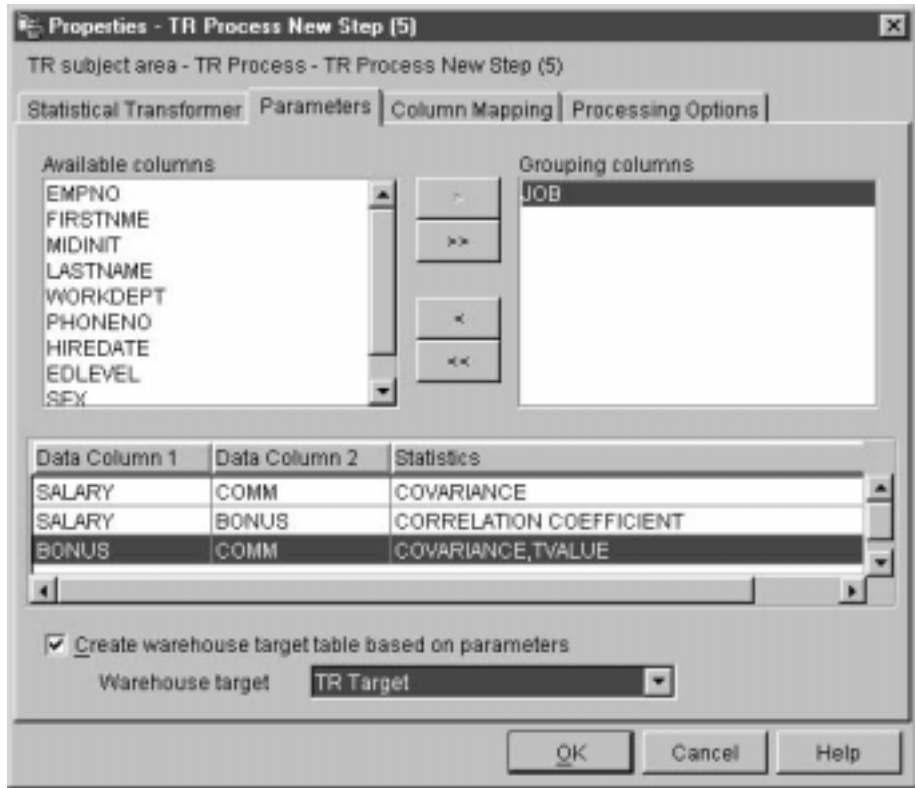 Properties - TR Process New Step (5)
TR subject area - TR Process - TR Process New Step (5)
Statistical Transformer Parameters Column Mapping Processing Options
Available columns
EMPNO
FIRSTNME
MIDINIT
LASTNAME
WORKDEPT
PHONENO
HIREDATE
EDLEVEL
SEX
>
>>
<
<<
Grouping columns
JOB
Data Column 1 Data Column 2 Statistics
SALARY COMM COVARIANCE
SALARY BONUS CORRELATION COEFFICIENT
BONUS COMM COVARIANCE,TVALUE
Create warehouse target table based on parameters
Warehouse target TR Target
OK Cancel Help